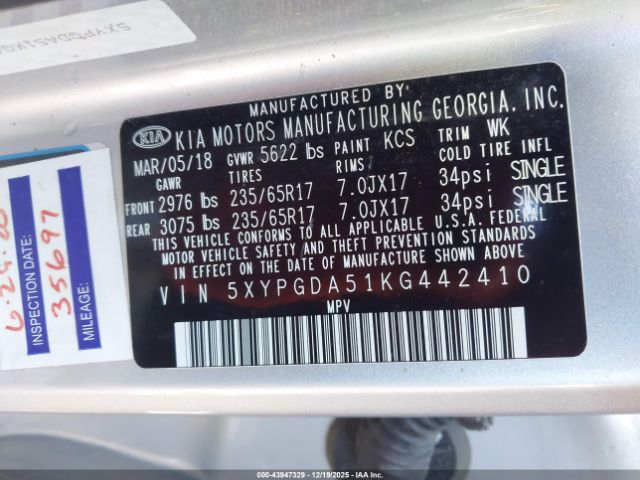 5XYPGDA51KG
MANUFACTURED BY:
KIA KIA MOTORS MANUFACTURING GEORGIA, INC.
MAR/05/18 GVWR 5622 lbs PAINT KCS TRIM WK
GAWR TIRES RIMS COLD TIRE INFL
FRONT 2976 lbs 235/65R17 7.0JX17 34psi SINGLE
REAR 3075 lbs 235/65R17 7.0JX17 34psi SINGLE
THIS VEHICLE CONFORMS TO ALL APPLICABLE U.S.A. FEDERAL
MOTOR VEHICLE SAFETY AND THEFT PREVENTION STANDARDS
IN EFFECT ON THE DATE OF MANUFACTURE SHOWN ABOVE.
VIN 5XYPGDA51KG442410
MPV
INSPECTION DATE:
35697
MILEAGE:
000-43947329 - 12/19/2025 - IAA Inc.